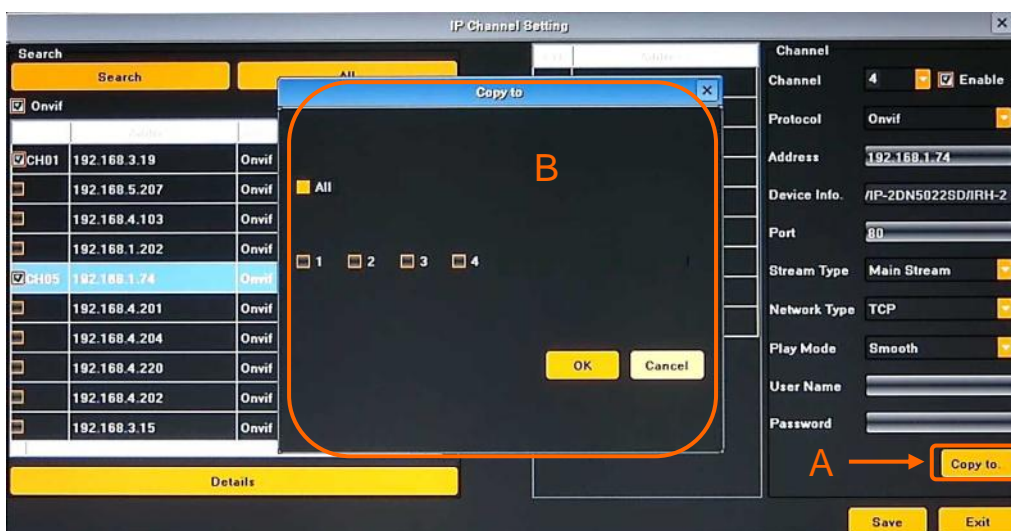 IP Channel Setting
Search
Search
All
Onvif
CH01 192.168.3.19 Onvif
192.168.5.207 Onvif
192.168.4.103 Onvif
192.168.1.202 Onvif
CH05 192.168.1.74 Onvif
192.168.4.201 Onvif
192.168.4.204 Onvif
192.168.4.220 Onvif
192.168.4.202 Onvif
192.168.3.15 Onvif
Details
Copy to
B
All
1 2 3 4
OK Cancel
Channel
Channel 4 Enable
Protocol Onvif
Address 192.168.1.74
Device Info. /IP-2DN5022SD/IRH-2
Port 80
Stream Type Main Stream
Network Type TCP
Play Mode Smooth
User Name
Password
A
Copy to.
Save Exit